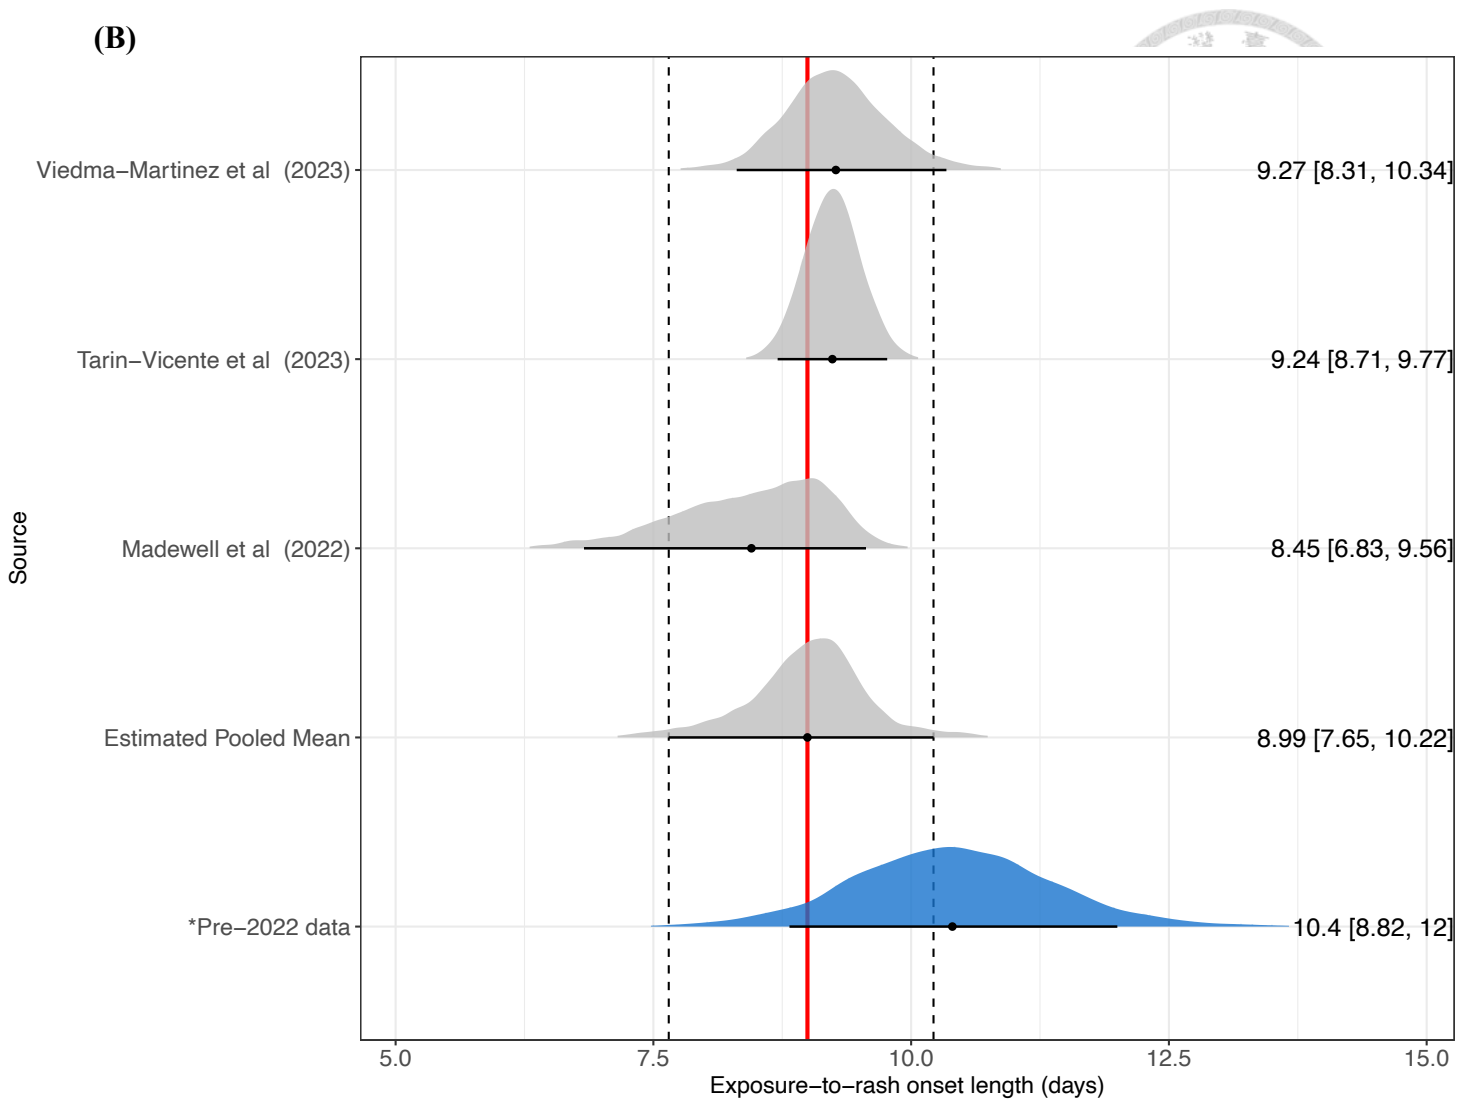 (B)
Viedma−Martinez et al  (2023)
9.27 [8.31, 10.34]
Tarin−Vicente et al  (2023)
9.24 [8.71, 9.77]
Source
Madewell et al  (2022)
8.45 [6.83, 9.56]
Estimated Pooled Mean
8.99 [7.65, 10.22]
*Pre−2022 data
10.4 [8.82, 12]
5.0 7.5 10.0 12.5 15.0
Exposure−to−rash onset length (days)